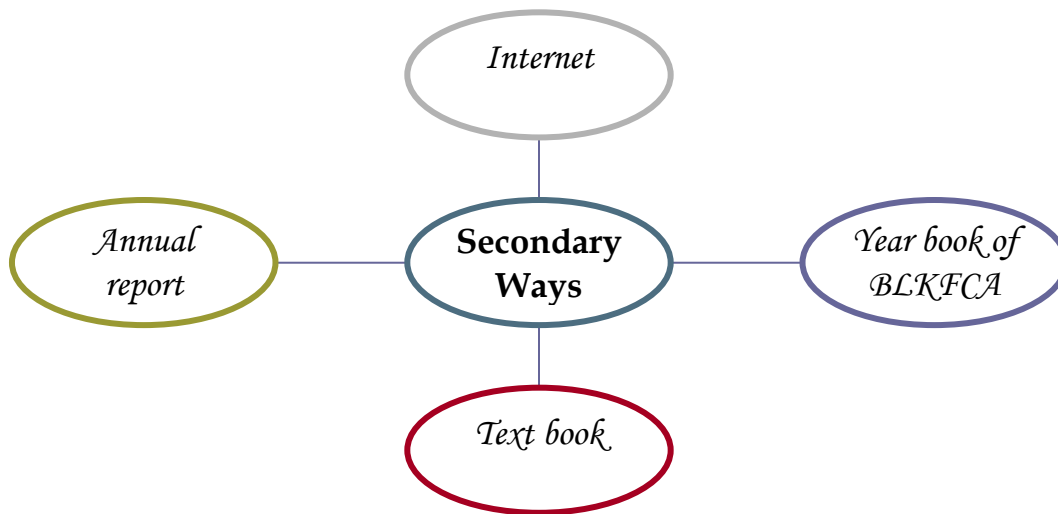 Internet
Annual
report
Secondary
Ways
Year book of
BLKFCA
Text book